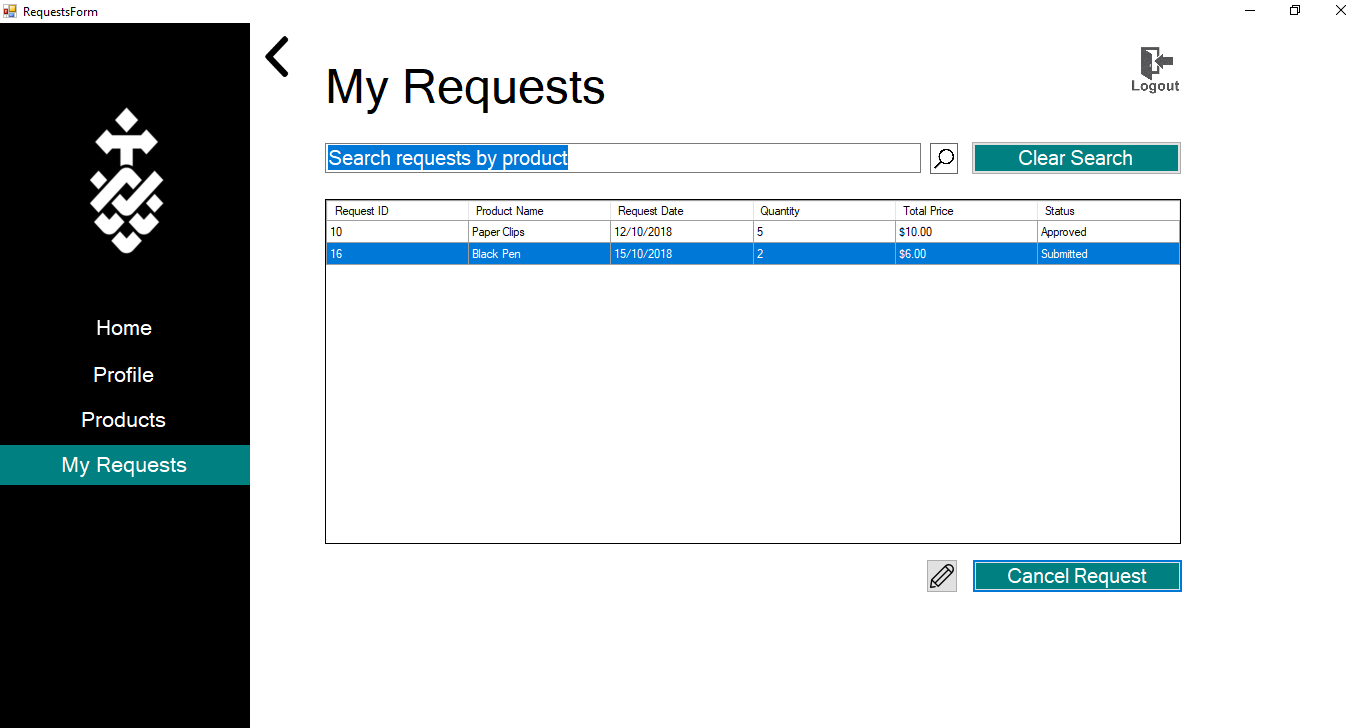 RequestsForm
My Requests
Logout
Search requests by product
Clear Search
Request ID Product Name Request Date Quantity Total Price Status
10 Paper Clips 12/10/2018 5 $10.00 Approved
16 Black Pen 15/10/2018 2 $6.00 Submitted
Home
Profile
Products
My Requests
Cancel Request